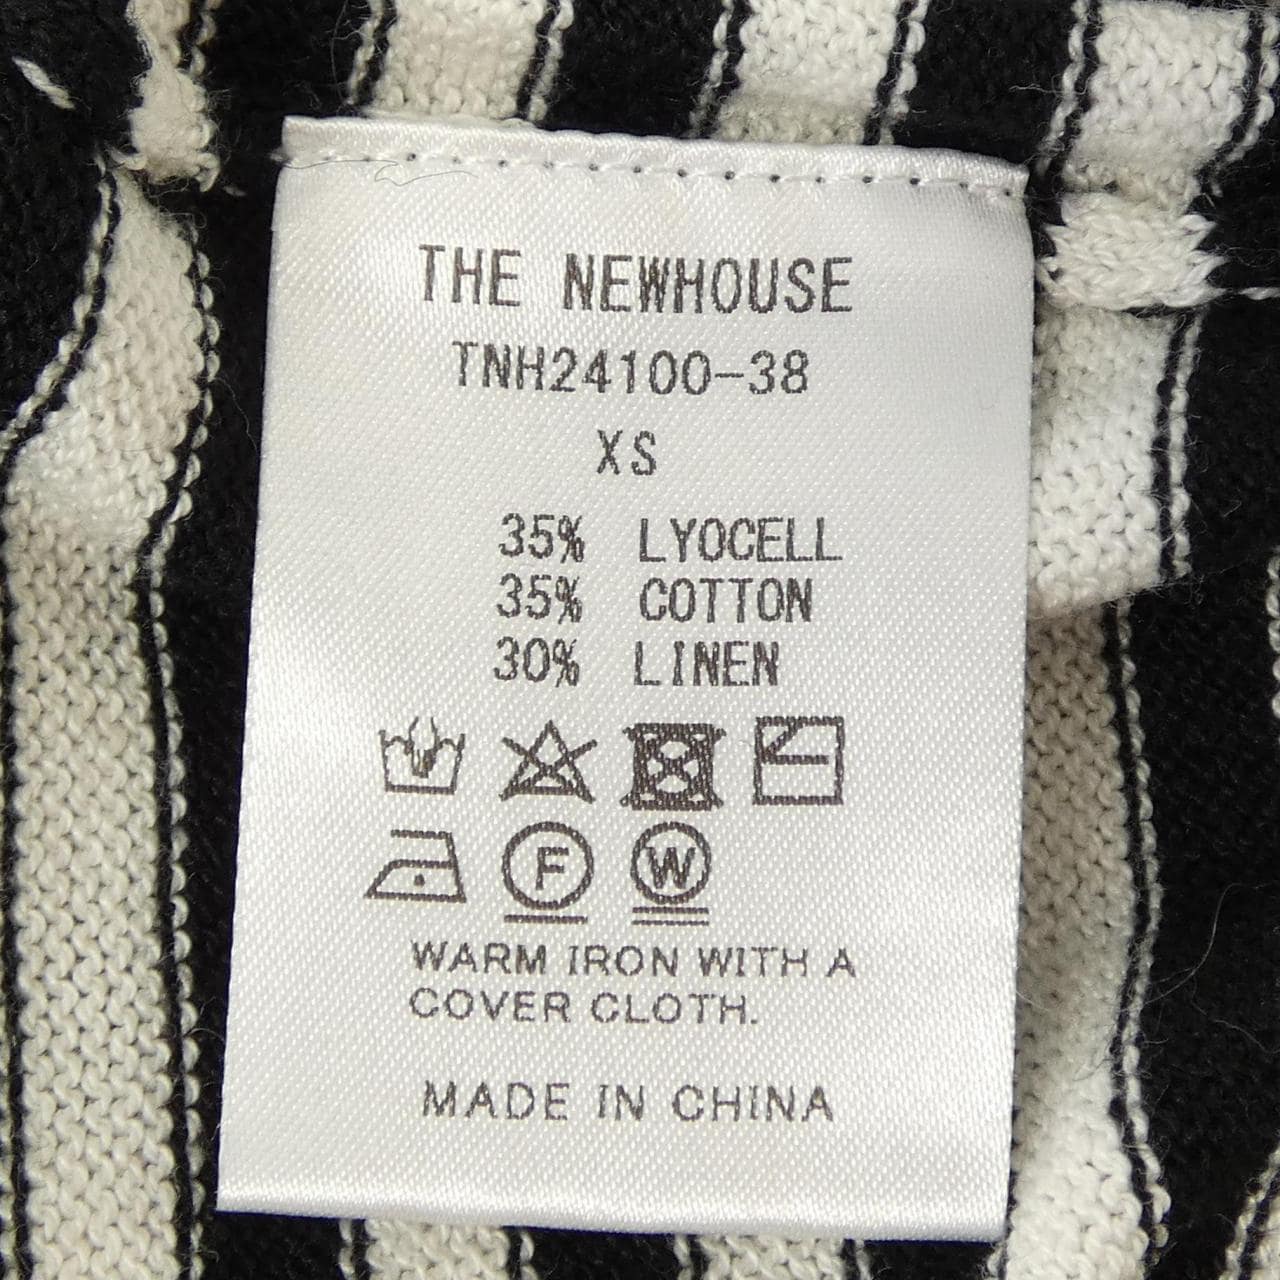 THE NEWHOUSE
TNH24100-38
XS
35% LYOCELL
35% COTTON
30% LINEN
F W
WARM IRON WITH A
COVER CLOTH.
MADE IN CHINA